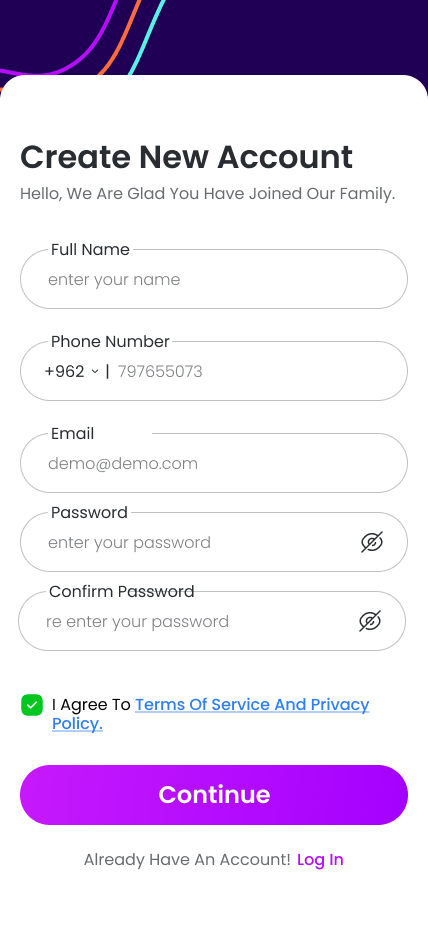 Create New Account
Hello, We Are Glad You Have Joined Our Family.
Full Name
enter your name
Phone Number
+962 | 797655073
Email
demo@demo.com
Password
enter your password
Confirm Password
re enter your password
I Agree To Terms Of Service And Privacy
Policy.
Continue
Already Have An Account! Log In